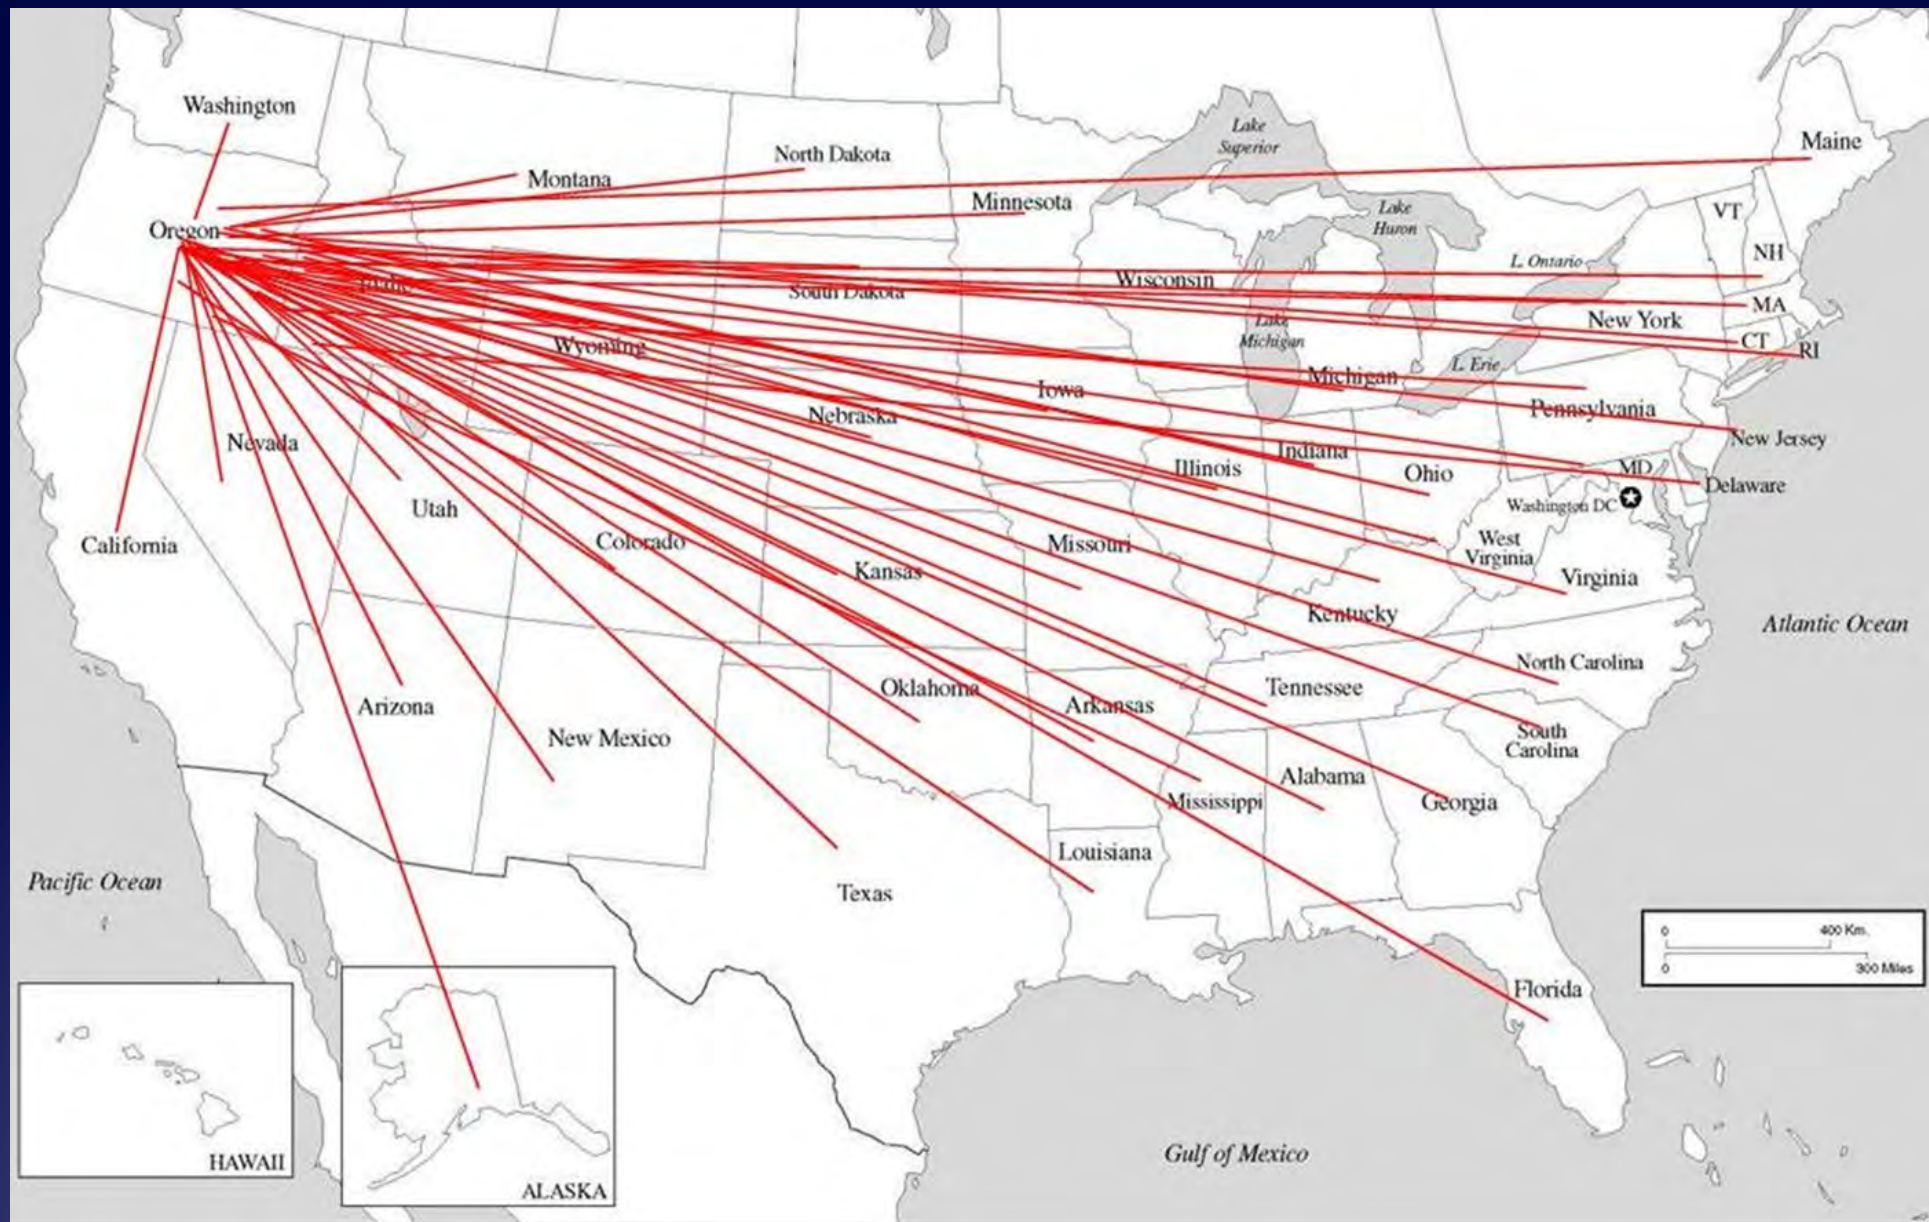 Washington
Montana
North Dakota
Minnesota
Lake
Superior
Maine
VT
NH
Oregon
Idaho
South Dakota
Wisconsin
Lake
Huron
L. Ontario
MA
New York
CT
RI
Wyoming
Lake
Michigan
Michigan
L. Erie
Iowa
Nebraska
Pennsylvania
New Jersey
Nevada
Illinois
Indiana
Ohio
MD
Delaware
Washington DC
Utah
California
Colorado
Kansas
Missouri
West
Virginia
Virginia
Kentucky
Atlantic Ocean
North Carolina
Arizona
New Mexico
Oklahoma
Arkansas
Tennessee
South
Carolina
Alabama
Mississippi
Georgia
Louisiana
Texas
Pacific Ocean
Florida
0 400 Km.
0 300 Miles
Gulf of Mexico
HAWAII
ALASKA